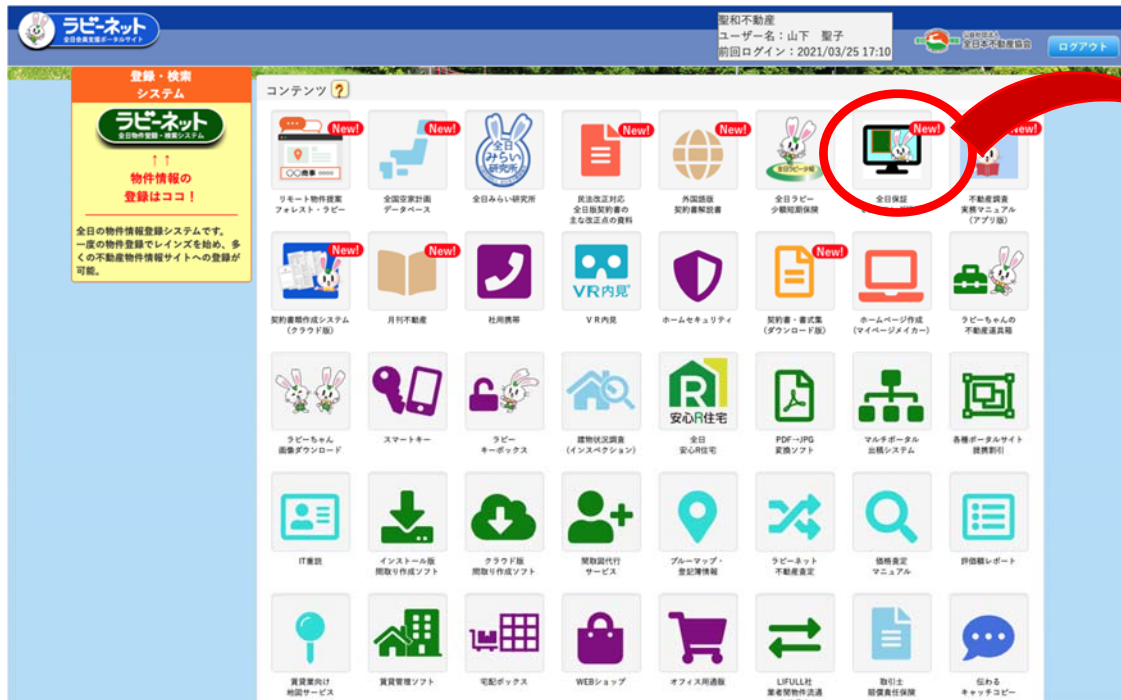 ラビーネット
全日会員支援ポータルサイト
聖和不動産
ユーザー名：山下　聖子
前回ログイン：2021/03/25 17:10
公益社団法人
全日本不動産協会
ログアウト
登録・検索
システム
ラビーネット
全日物件登録・検索システム
↑↑
物件情報の
登録はココ！
全日の物件情報登録システムです。
一度の物件登録でレインズを始め、多
くの不動産物件情報サイトへの登録が
可能。
コンテンツ ?
New!
New!
全日
みらい
研究所
New!
New!
全日ラビー少短
New!
New!
〇〇商事
リモート物件提案
フォレスト・ラビー
全国空家計画
データベース
全日みらい研究所
民法改正対応
全日版契約書の
主な改正点の資料
外国語版
契約書解説書
全日ラビー
少額短期保険
全日保証
不動産調査
実務マニュアル
（アプリ版）
New!
New!
VR内見
New!
契約書類作成システム
（クラウド版）
月刊不動産
社用携帯
ＶＲ内見
ホームセキュリティ
契約書・書式集
（ダウンロード版）
ホームページ作成
（マイページメイカー）
ラビーちゃんの
不動産道具箱
R
安心R住宅
ラビーちゃん
画像ダウンロード
スマートキー
ラビー
キーボックス
建物状況調査
（インスペクション）
全日
安心R住宅
PDF→JPG
変換ソフト
マルチポータル
出稿システム
各種ポータルサイト
提携割引
IT重説
インストール版
間取り作成ソフト
クラウド版
間取り作成ソフト
間取図代行
サービス
ブルーマップ・
登記簿情報
ラビーネット
不動産査定
価格査定
マニュアル
評価額レポート
賃貸業向け
地図サービス
賃貸管理ソフト
宅配ボックス
WEBショップ
オフィス用通販
LIFULL社
業者間物件流通
取引士
賠償責任保険
伝わる
キャッチコピー